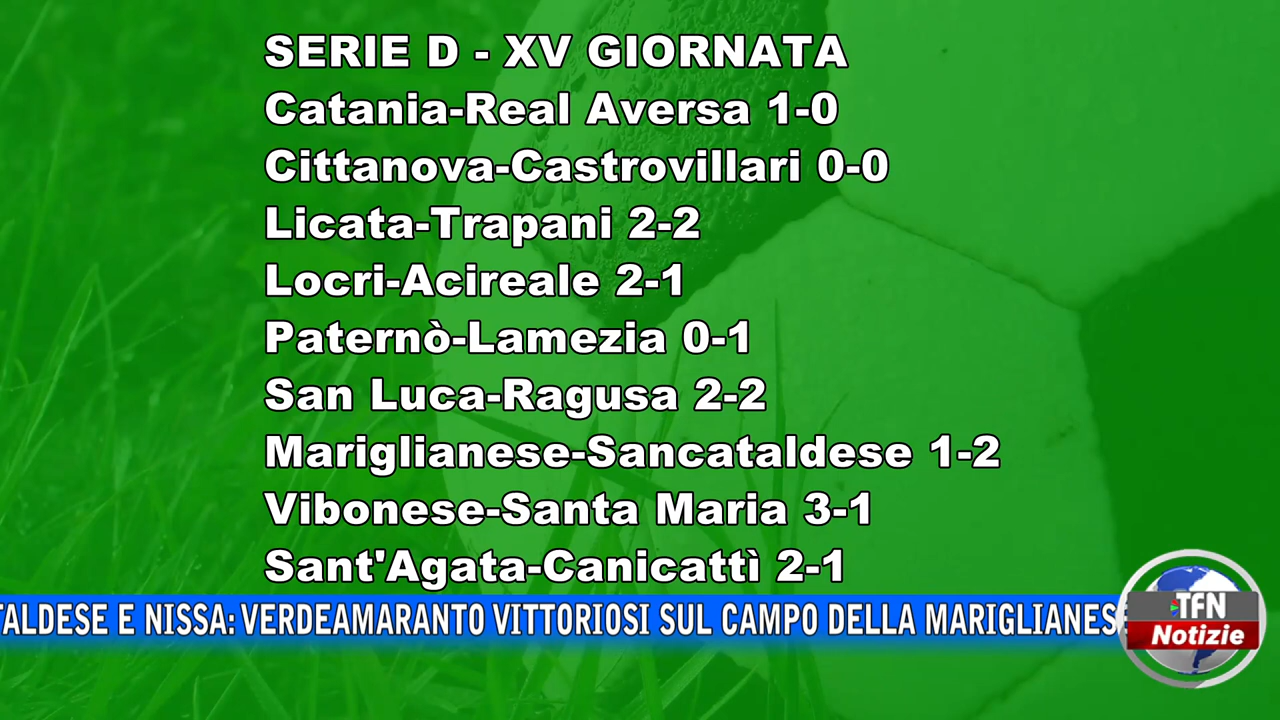 SERIE D - XV GIORNATA
Catania-Real Aversa 1-0
Cittanova-Castrovillari 0-0
Licata-Trapani 2-2
Locri-Acireale 2-1
Paternò-Lamezia 0-1
San Luca-Ragusa 2-2
Mariglianese-Sancataldese 1-2
Vibonese-Santa Maria 3-1
Sant'Agata-Canicattì 2-1
TALDESE E NISSA: VERDEAMARANTO VITTORIOSI SUL CAMPO DELLA MARIGLIANESE
TFN
Notizie